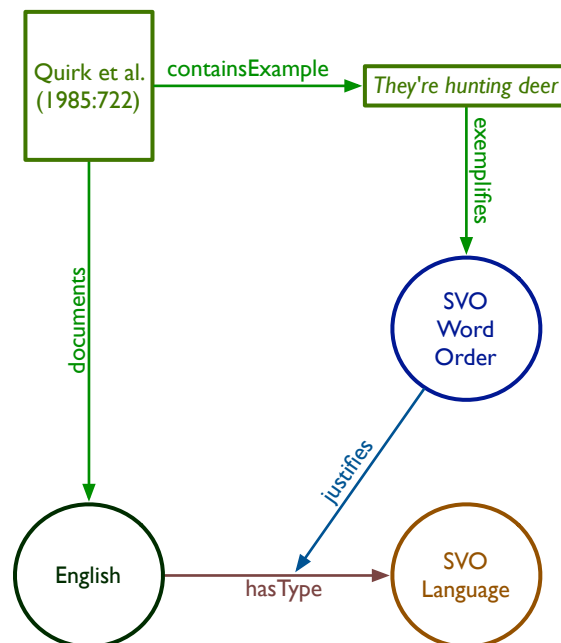 Quirk et al.
(1985:722)
containsExample
They're hunting deer
exemplifies
documents
SVO
Word
Order
justifies
English
hasType
SVO
Language